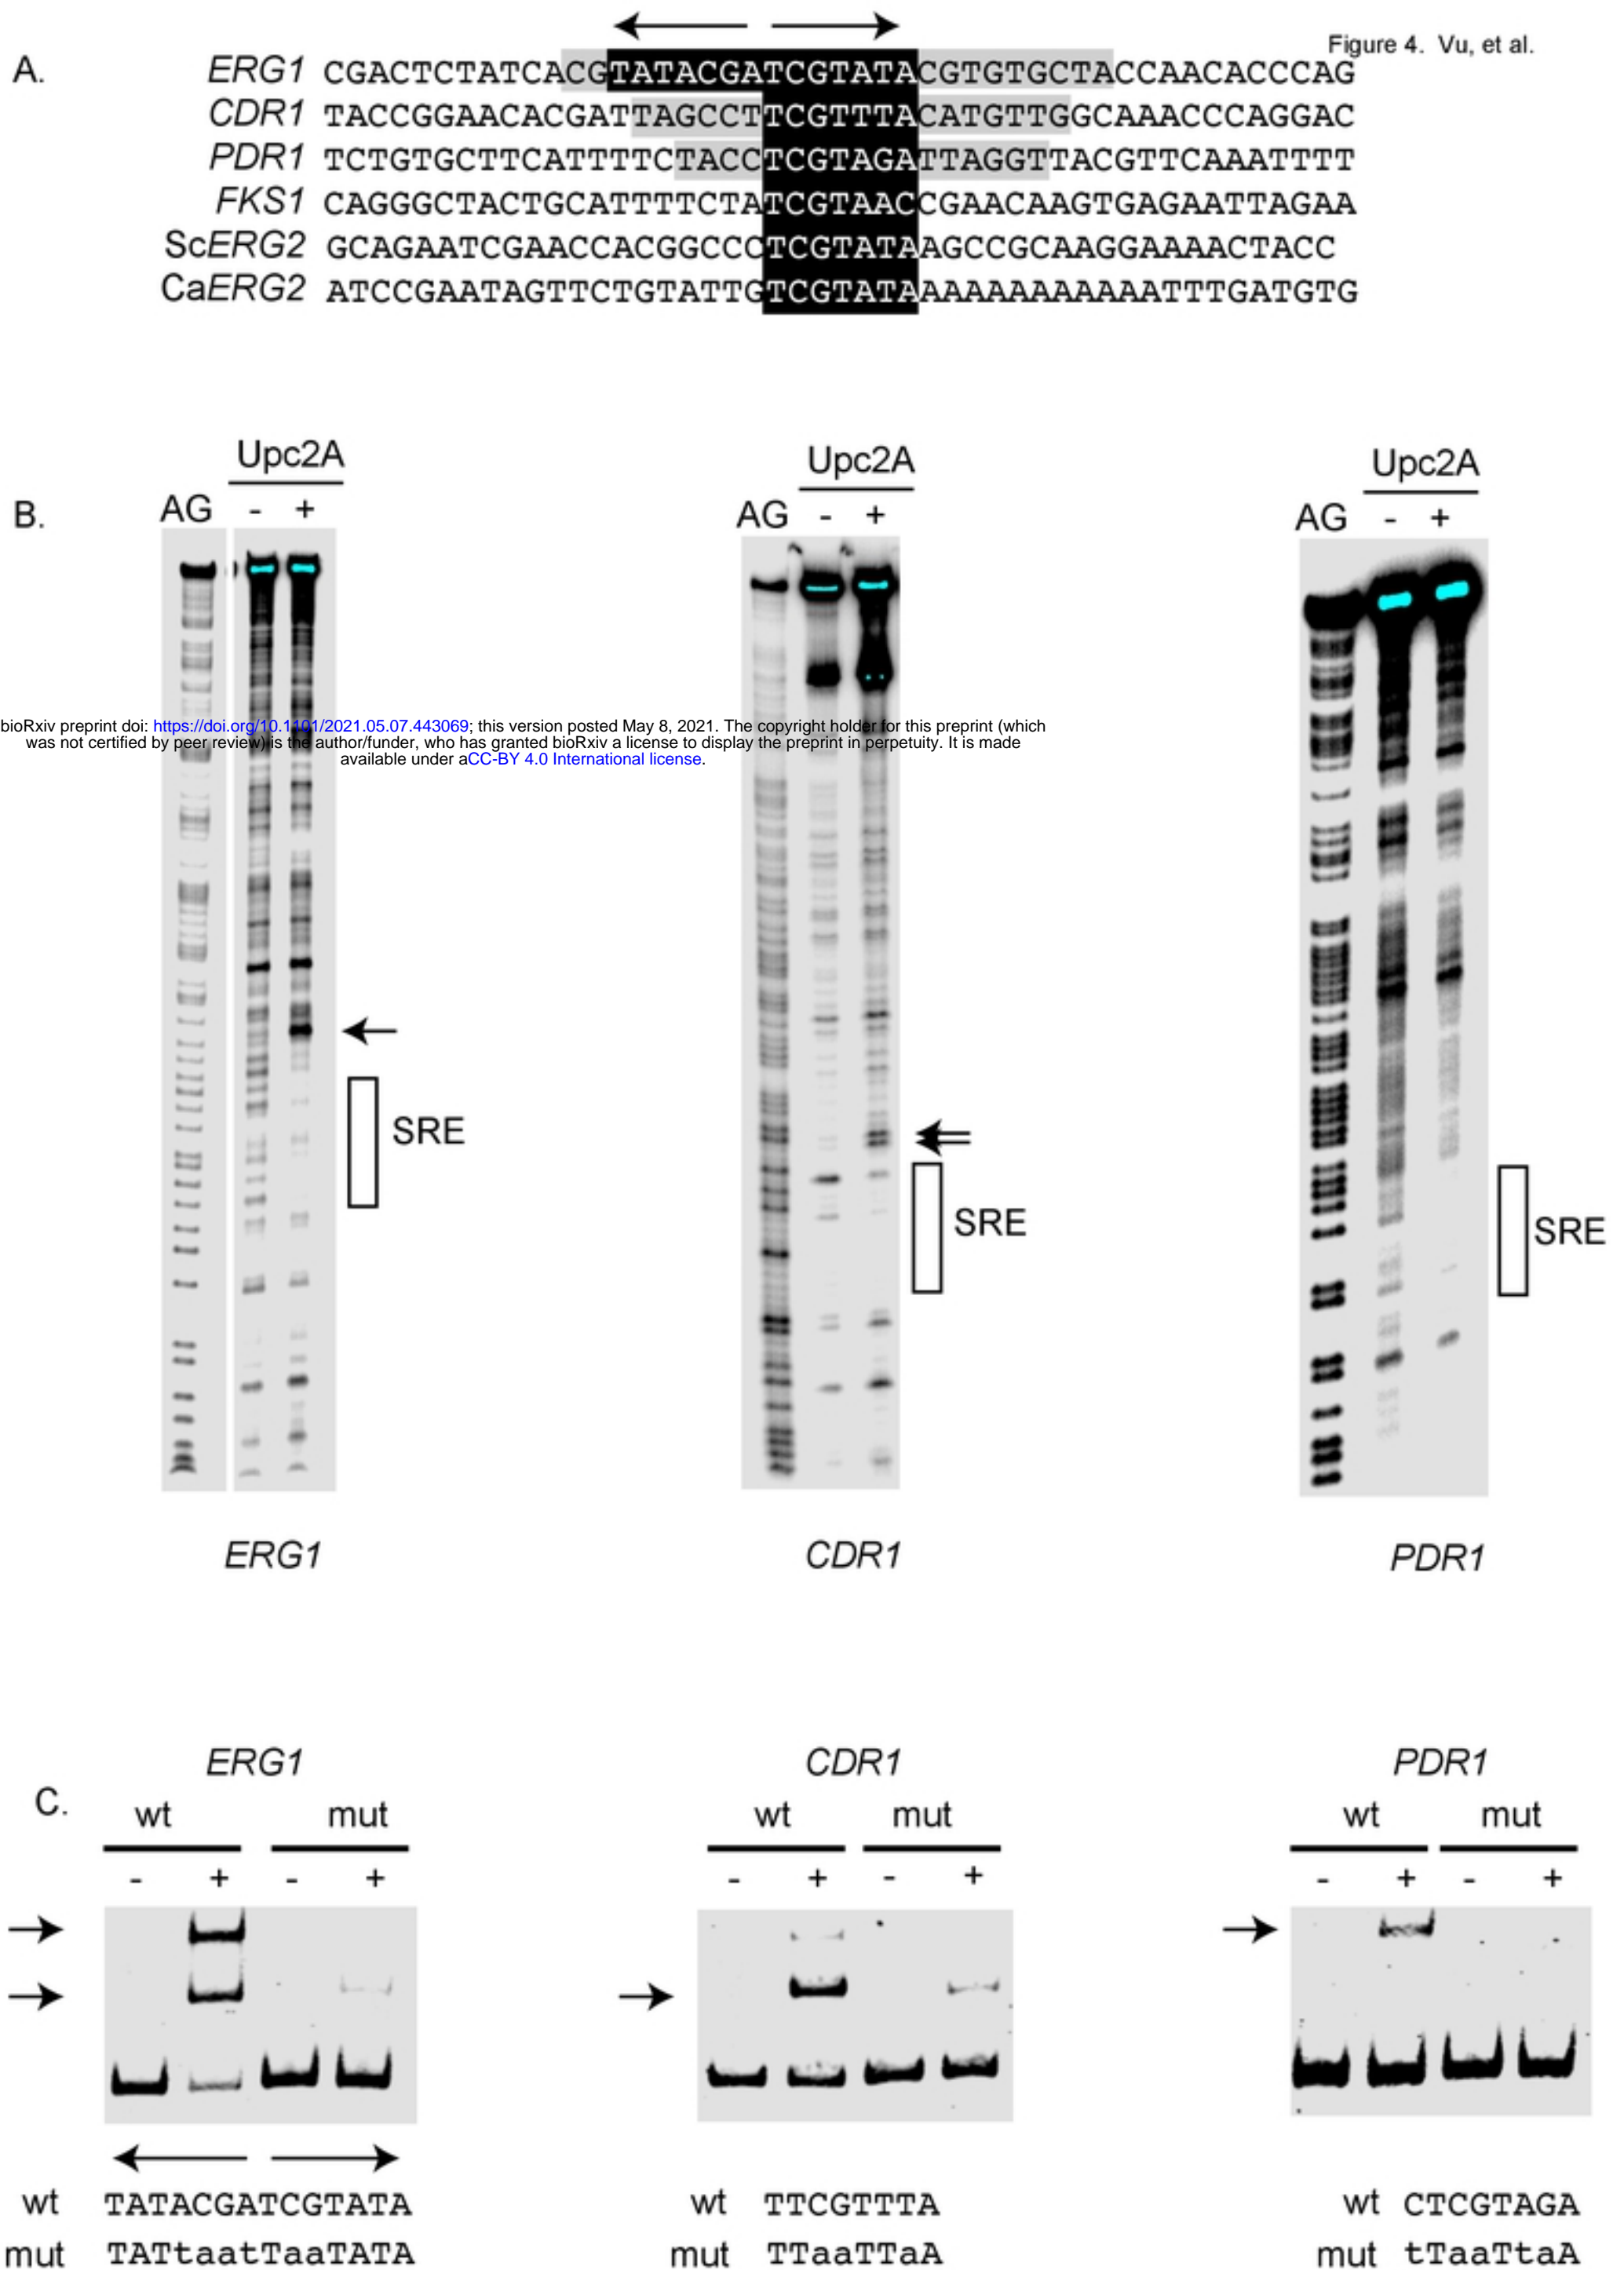 Figure 4. Vu, et al.
A.
ERG1 CGACTCTATCACGTATACGATCGTATACGTGTGCTACCAACACCCAG
CDR1 TACCGGAACACGATTAGCCTTCGTTTACATGTTGGCAAACCCAGGAC
PDR1 TCTGTGCTTCATTTTCTACCTCGTAGATTAGGTTACGTTCAAATTTT
FKS1 CAGGGCTACTGCATTTTCTATCGTAACCGAACAAGTGAGAATTAGAA
ScERG2 GCAGAATCGAACCACGGCCCTCGTATAAGCCGCAAGGAAAACTACC
CaERG2 ATCCGAATAGTTCTGTATTGTCGTATAAAAAAAAAAAAATTTGATGTG
B.
Upc2A Upc2A Upc2A
AG - + AG - + AG - +
bioRxiv preprint doi: https://doi.org/10.1101/2021.05.07.443069; this version posted May 8, 2021. The copyright holder for this preprint (which
was not certified by peer review) is the author/funder, who has granted bioRxiv a license to display the preprint in perpetuity. It is made
available under aCC-BY 4.0 International license.
SRE SRE SRE
ERG1 CDR1 PDR1
C.
ERG1 CDR1 PDR1
wt mut wt mut wt mut
- + - + - + - + - + - +
wt TATACGATCGTATA wt TTCGTTTA wt CTCGTAGA
mut TATtaatTaaTATA mut TTaaTTaA mut tTaaTtaA